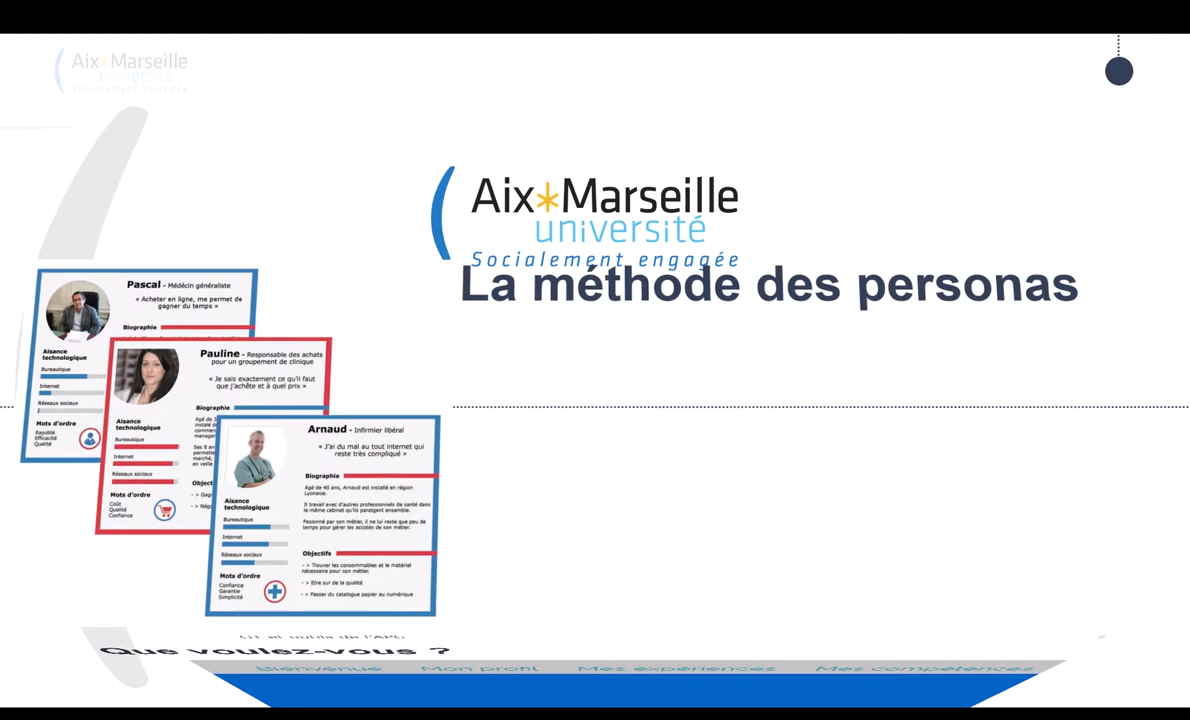 Aix*Marseille
université
Socialement engagée
Aix*Marseille
université
Socialement engagée
La méthode des personas
Pascal - Médécin généraliste
« Acheter en ligne, me permet de
gagner du temps »
Biographie
Aisance
technologique
Bureautique
Internet
Réseaux sociaux
Mots d'ordre
Rapidité
Efficacité
Qualité
Pauline - Responsable des achats
pour un groupement de clinique
« Je sais exactement ce qu'il faut
que j'achète et à quel prix »
Biographie
Aisance
technologique
Bureautique
Internet
Réseaux sociaux
Mots d'ordre
Coût
Qualité
Confiance
Arnaud - Infirmier libéral
« J'ai du mal au tout internet qui
reste très compliqué »
Biographie
Agé de 40 ans, Arnaud est installé en région
Lyonaise.
Il travail avec d'autres professionnels de santé dans
le même cabinet qu'ils paratgent ensemble.
Pasionné par son métier, il ne lui reste que peu de
temps pour gérer les accotés de son métier.
Objectifs
- > Trouver les consommables et le matériel
nécessaire pour son métier.
- > Etre sur de la qualité
- > Passer du catalogue papier au numérique
Aisance
technologique
Bureautique
Internet
Réseaux sociaux
Mots d'ordre
Confiance
Garantie
Simplicité
Que voulez-vous ?
Bienvenue Mon profil Mes expériences Mes compétences